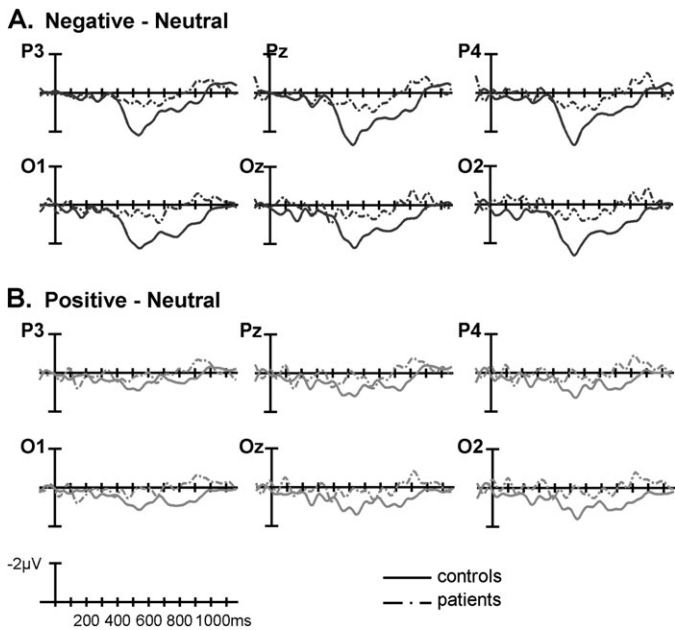 A. Negative - Neutral
P3 Pz P4
O1 Oz O2
B. Positive - Neutral
P3 Pz P4
O1 Oz O2
-2µV
controls
patients
200 400 600 800 1000ms